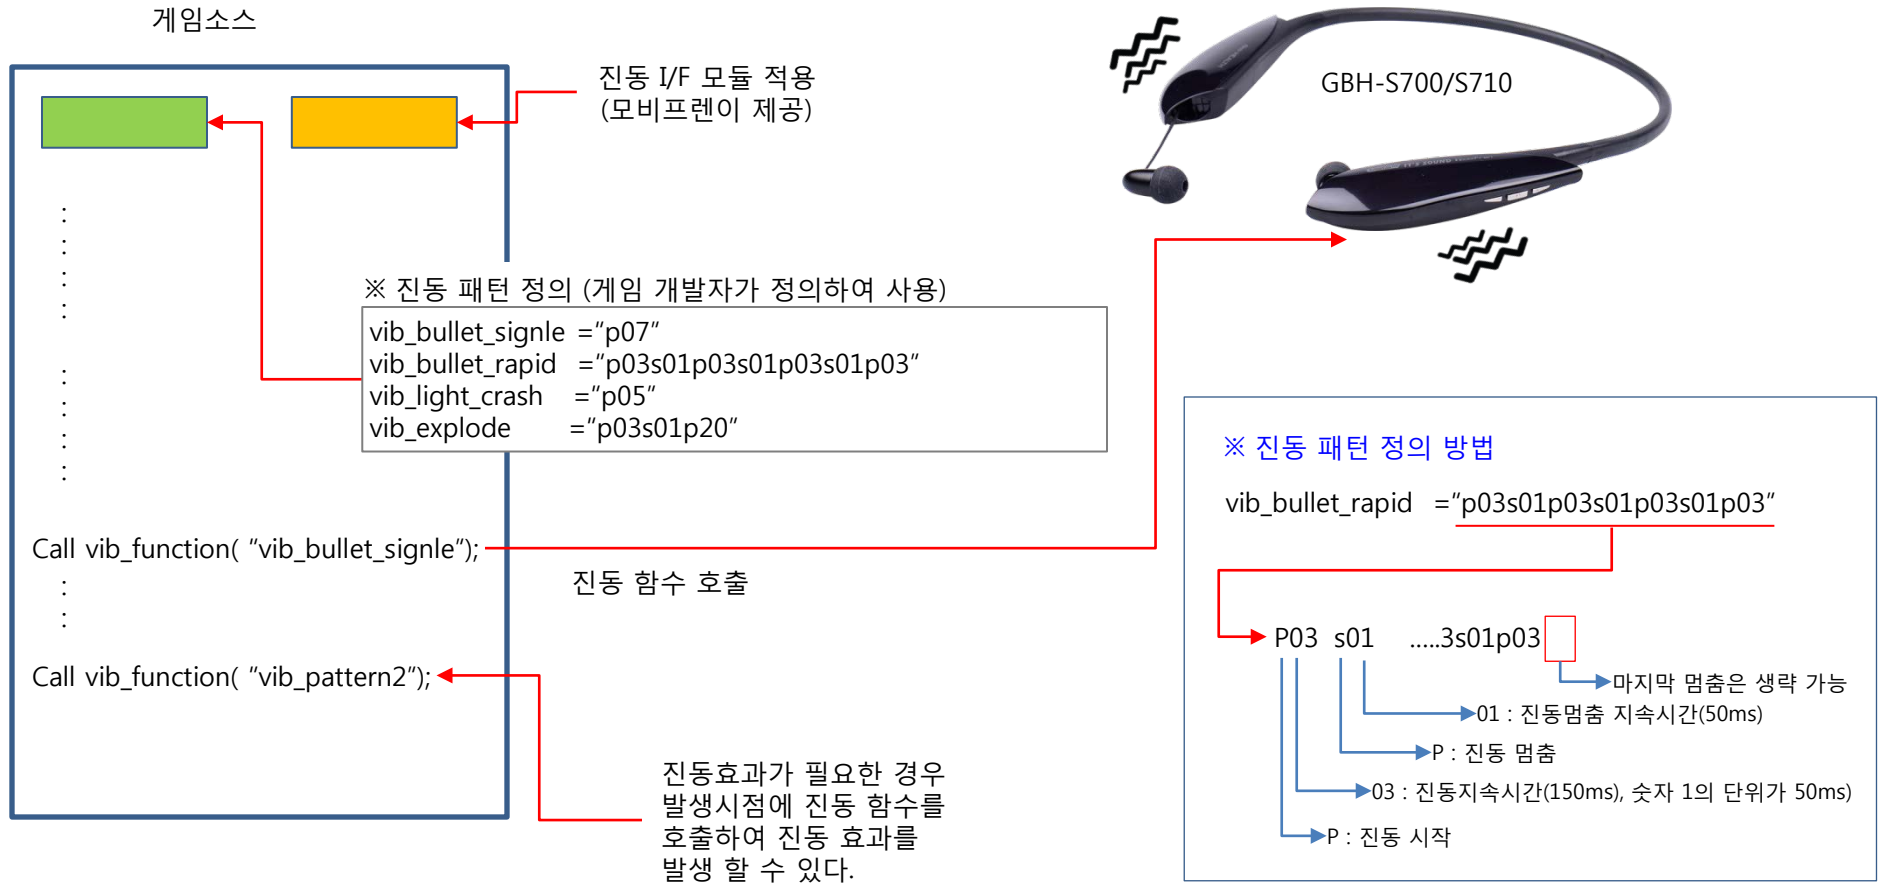 게임소스
진동 I/F 모듈 적용
(모비프렌이 제공)
GBH-S700/S710
:
:
:
:
※ 진동 패턴 정의 (게임 개발자가 정의하여 사용)
vib_bullet_signle ="p07"
vib_bullet_rapid ="p03s01p03s01p03s01p03"
vib_light_crash ="p05"
vib_explode ="p03s01p20"
:
:
:
:
Call vib_function( "vib_bullet_signle");
진동 함수 호출
:
:
Call vib_function( "vib_pattern2");
진동효과가 필요한 경우
발생시점에 진동 함수를
호출하여 진동 효과를
발생 할 수 있다.
※ 진동 패턴 정의 방법
vib_bullet_rapid ="p03s01p03s01p03s01p03"
P03 s01 .....3s01p03
마지막 멈춤은 생략 가능
01 : 진동멈춤 지속시간(50ms)
P : 진동 멈춤
03 : 진동지속시간(150ms), 숫자 1의 단위가 50ms)
P : 진동 시작